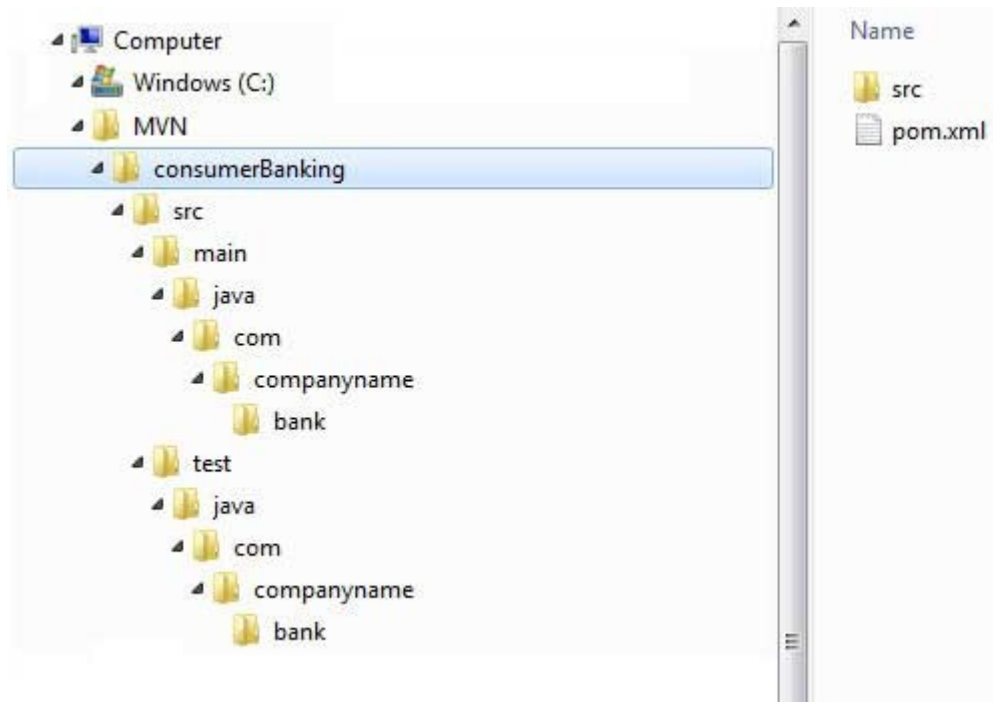 Computer
Windows (C:)
MVN
consumerBanking
src
main
java
com
companyname
bank
test
java
com
companyname
bank
Name
src
pom.xml